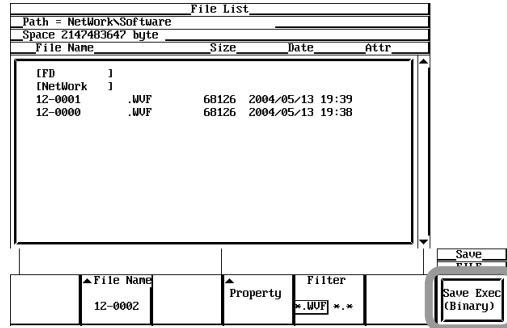 File List
Path = NetWork\Software
Space 2147483647 byte
File Name Size Date Attr
[FD ]
[NetWork ]
12-0001 .WVF 68126 2004/05/13 19:39
12-0000 .WVF 68126 2004/05/13 19:38
Save
File Name
12-0002
Property
Filter
*.WVF *.*
Save Exec
(Binary)